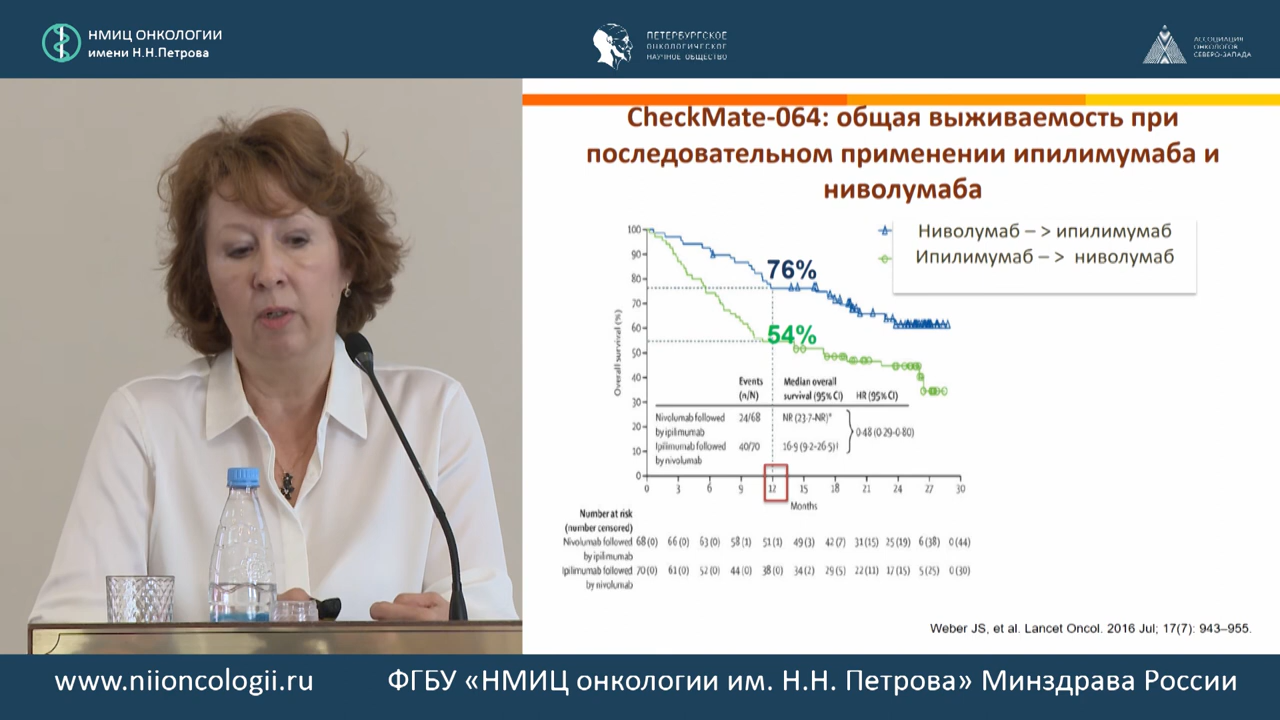 НМИЦ ОНКОЛОГИИ
имени Н.Н.Петрова
ПЕТЕРБУРГСКОЕ
ОНКОЛОГИЧЕСКОЕ
НАУЧНОЕ ОБЩЕСТВО
АССОЦИАЦИЯ
ОНКОЛОГОВ
СЕВЕРО-ЗАПАДА
CheckMate-064: общая выживаемость при
последовательном применении ипилимумаба и
ниволумаба
Ниволумаб – > ипилимумаб
Ипилимумаб – > ниволумаб
76%
54%
Overall survival (%)
100
90
80
70
60
50
40
30
20
10
0
Events
(n/N)
Median overall
survival (95% CI)
HR (95% CI)
Nivolumab followed
by ipilimumab
24/68
NR (23·7–NR)*
Ipilimumab followed
by nivolumab
40/70
16·9 (9·2–26·5)†
0·48 (0·29–0·80)
0 3 6 9 12 15 18 21 24 27 30
Months
Number at risk
(number censored)
Nivolumab followed 68 (0) 66 (0) 63 (0) 58 (1) 51 (1) 49 (3) 42 (7) 31 (15) 25 (19) 6 (38) 0 (44)
by ipilimumab
Ipilimumab followed 70 (0) 61 (0) 52 (0) 44 (0) 38 (0) 34 (2) 29 (5) 22 (11) 17 (15) 5 (25) 0 (30)
by nivolumab
Weber JS, et al. Lancet Oncol. 2016 Jul; 17(7): 943–955.
www.niioncologii.ru
ФГБУ «НМИЦ онкологии им. Н.Н. Петрова» Минздрава России